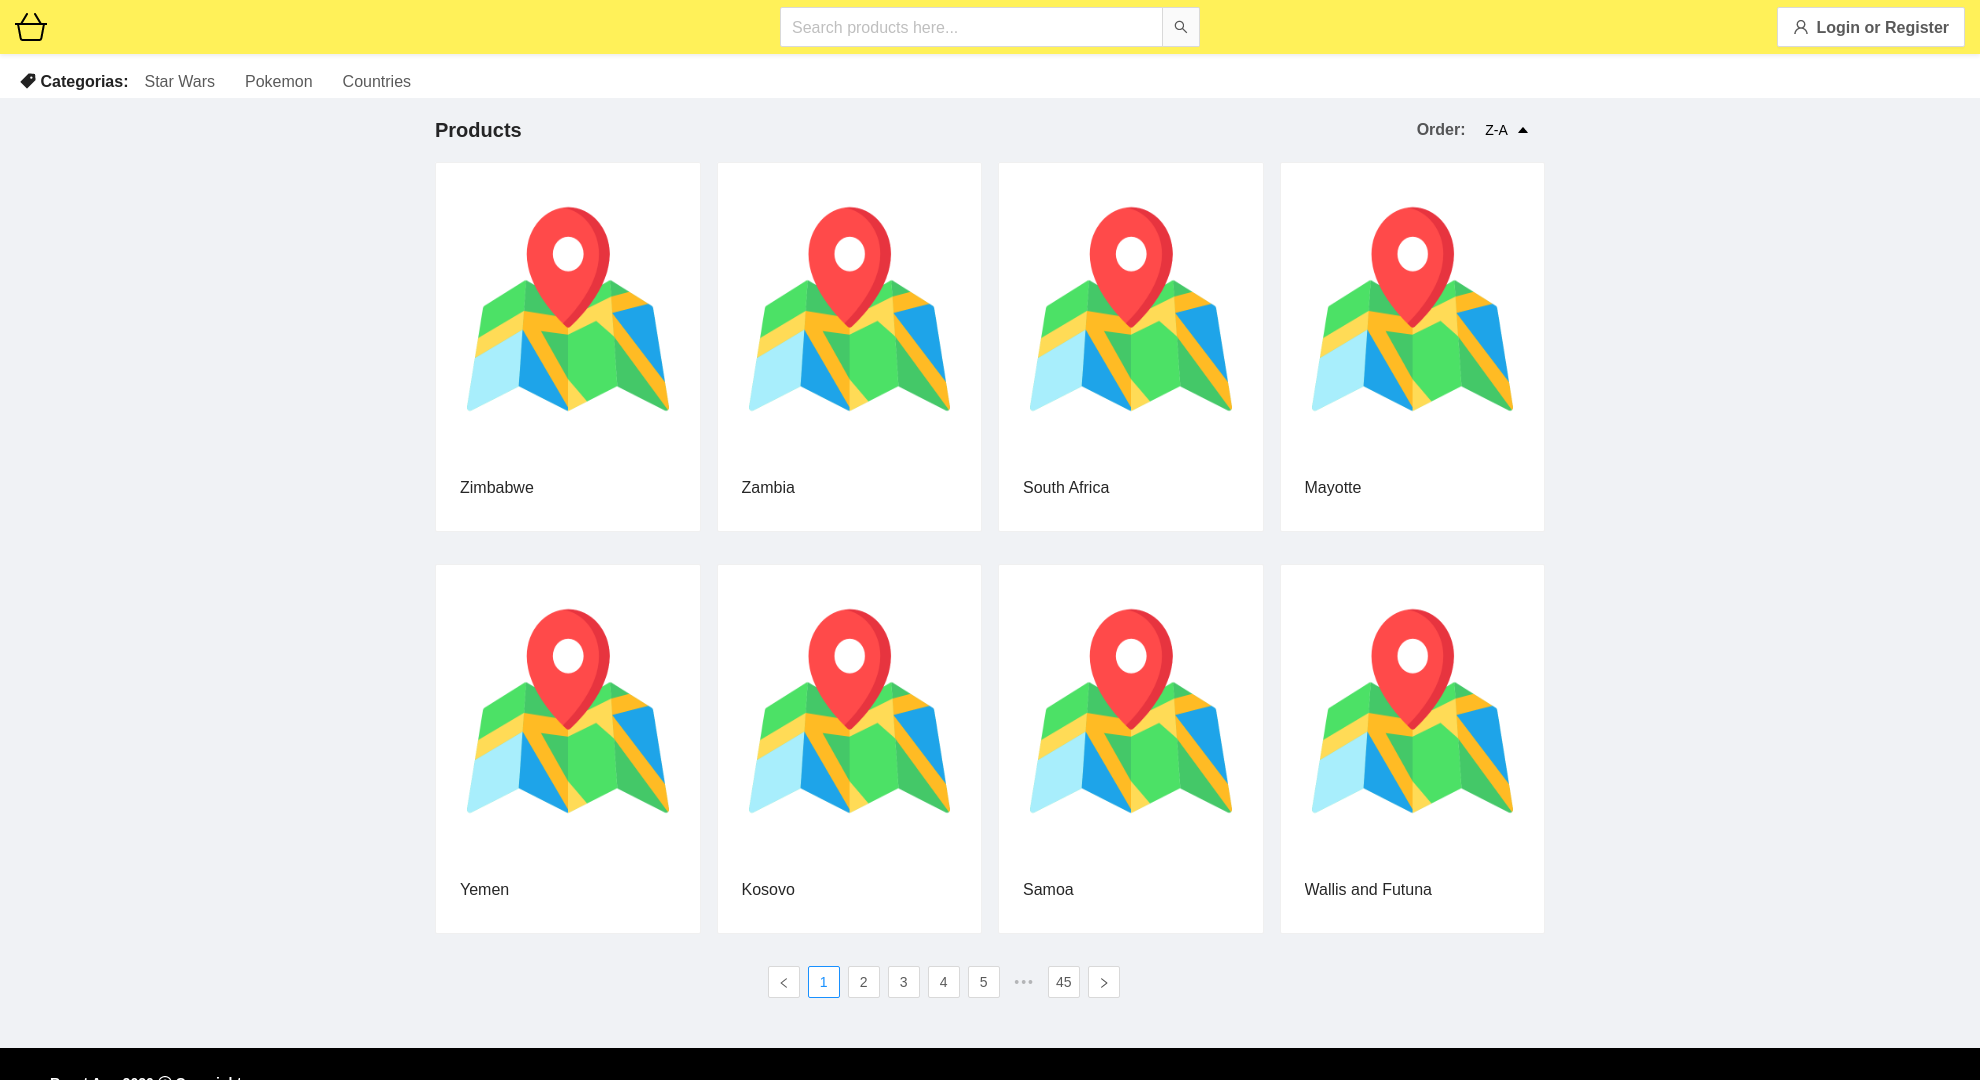 Search products here...
Login or Register
Categorias: Star Wars Pokemon Countries
Products
Order: Z-A
Zimbabwe
Zambia
South Africa
Mayotte
Yemen
Kosovo
Samoa
Wallis and Futuna
1 2 3 4 5 ••• 45